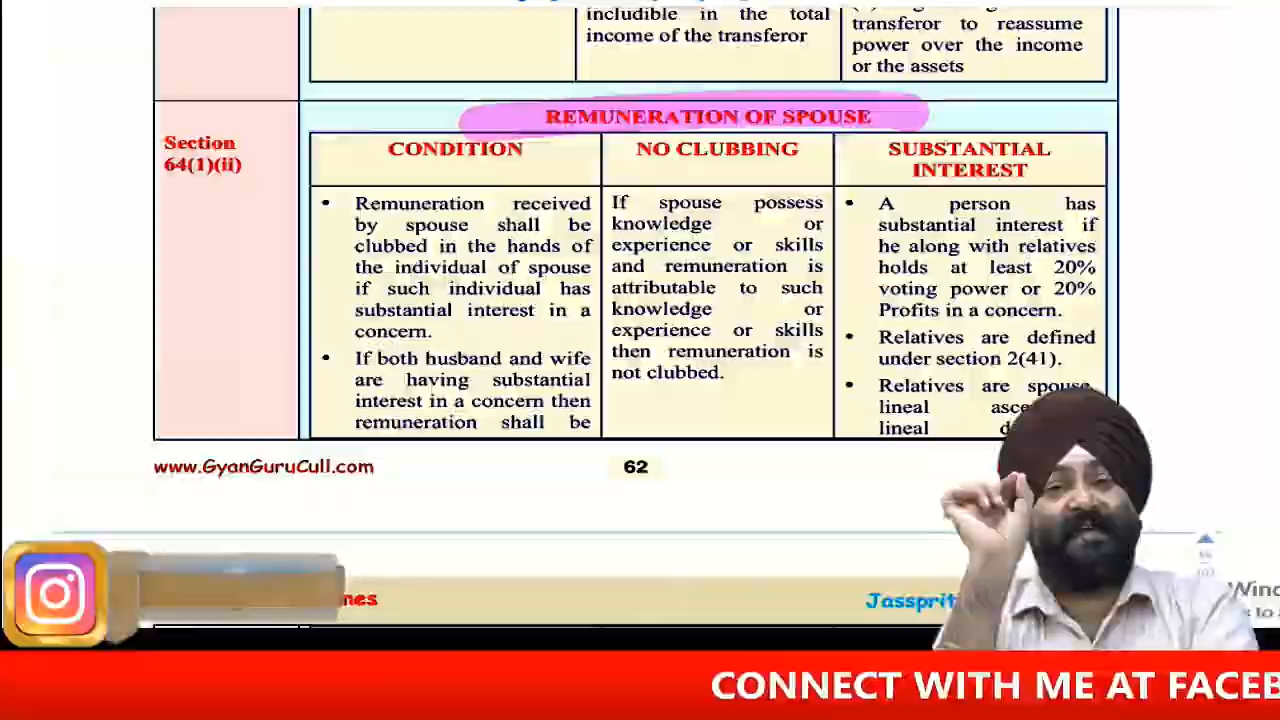 includible in the total
income of the transferor
transferor to reassume
power over the income
or the assets
Section
64(1)(ii)
REMUNERATION OF SPOUSE
CONDITION
NO CLUBBING
SUBSTANTIAL
INTEREST
• Remuneration received
by spouse shall be
clubbed in the hands of
the individual of spouse
if such individual has
substantial interest in a
concern.
• If both husband and wife
are having substantial
interest in a concern then
remuneration shall be
If spouse possess
knowledge or
experience or skills
and remuneration is
attributable to such
knowledge or
experience or skills
then remuneration is
not clubbed.
• A person has
substantial interest if
he along with relatives
holds at least 20%
voting power or 20%
Profits in a concern.
• Relatives are defined
under section 2(41).
• Relatives are spouse,
lineal
lineal
www.GyanGuruCull.com
62
Jassprit
CONNECT WITH ME AT FACEB